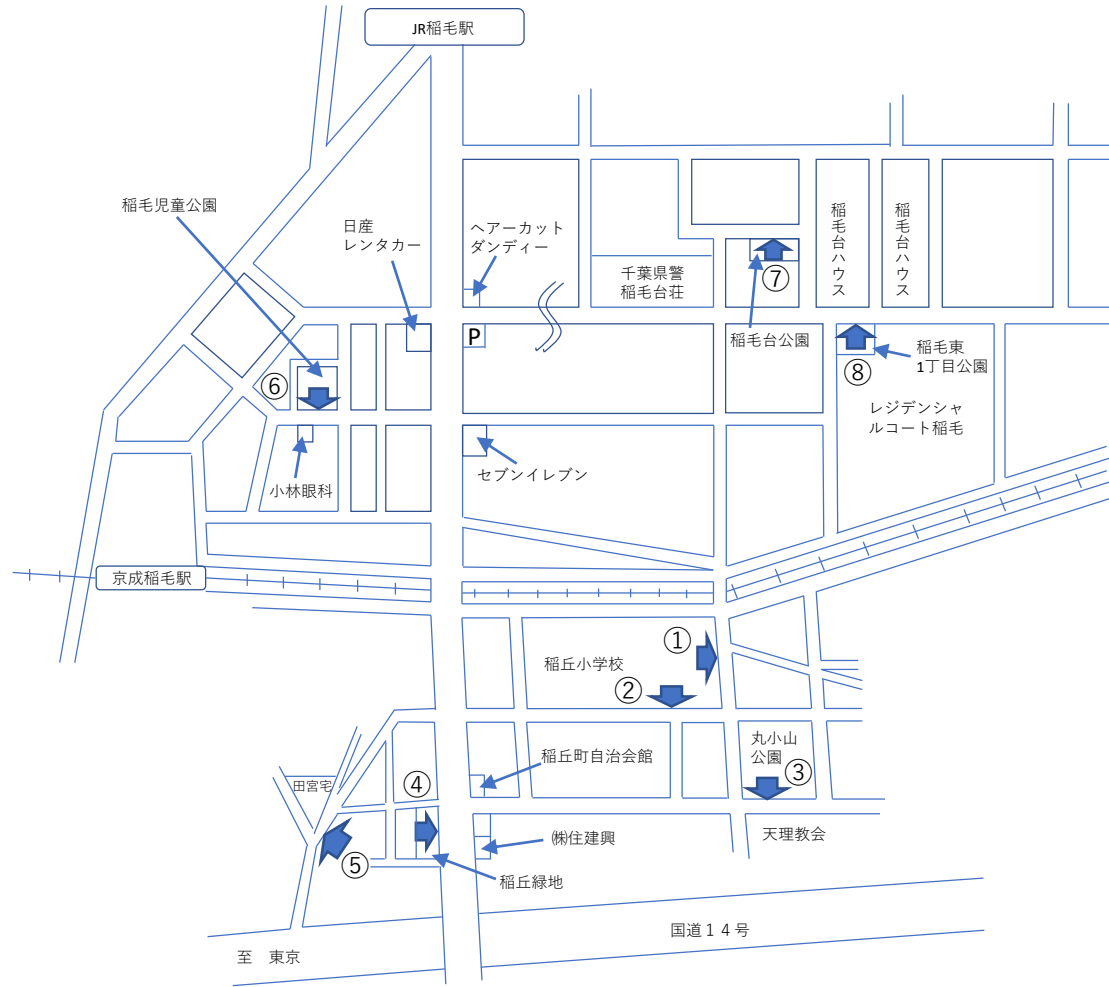 JR稲毛駅
稲毛児童公園
日産
レンタカー
ヘアーカット
ダンディー
千葉県警
稲毛台荘
⑦
稲毛台ハウス
稲毛台ハウス
P
稲毛台公園
稲毛東
1丁目公園
⑧
⑥
レジデンシャ
ルコート稲毛
セブンイレブン
小林眼科
京成稲毛駅
①
稲丘小学校
②
丸小山
公園
③
稲丘町自治会館
田宮宅
④
㈱住建興
天理教会
⑤
稲丘緑地
国道１４号
至　東京